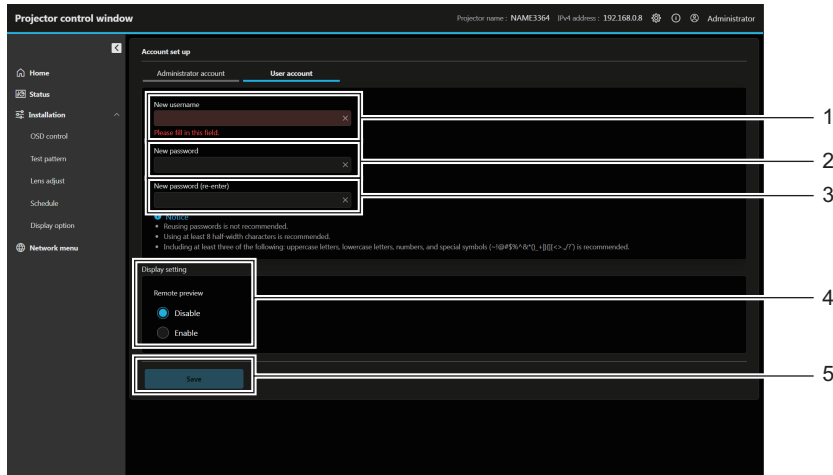 Projector control window
Projector name : NAME3364 IPv4 address : 192.168.0.8 Administrator
Home
Status
Installation
OSD control
Test pattern
Lens adjust
Schedule
Display option
Network menu
Account set up
Administrator account User account
New username
Please fill in this field.
New password
New password (re-enter)
Notice
• Reusing passwords is not recommended.
• Using at least 8 half-width characters is recommended.
• Including at least three of the following: uppercase letters, lowercase letters, numbers, and special symbols is recommended.
Display setting
Remote preview
Disable
Enable
Save
1
2
3
4
5